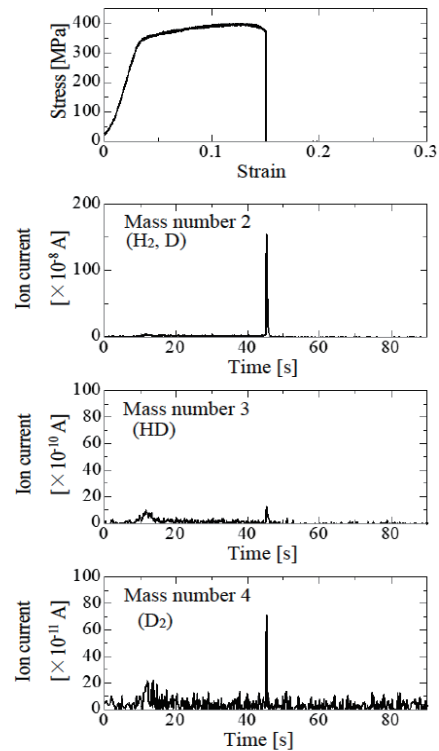 Stress [MPa]
400
300
200
100
0
0 0.1 0.2 0.3
Strain
Ion current
[×10⁻⁸ A]
200
100
0
Mass number 2
(H₂, D)
0 20 40 60 80
Time [s]
Ion current
[×10⁻¹⁰ A]
100
80
60
40
20
0
Mass number 3
(HD)
0 20 40 60 80
Time [s]
Ion current
[×10⁻¹¹ A]
100
80
60
40
20
0
Mass number 4
(D₂)
0 20 40 60 80
Time [s]